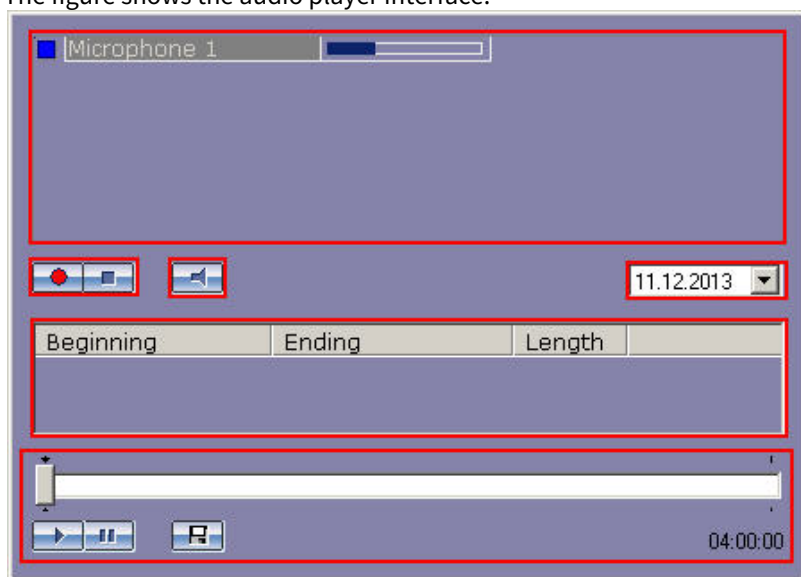 The figure shows the audio player interface.
Microphone 1
11.12.2013
Beginning Ending Length
04:00:00